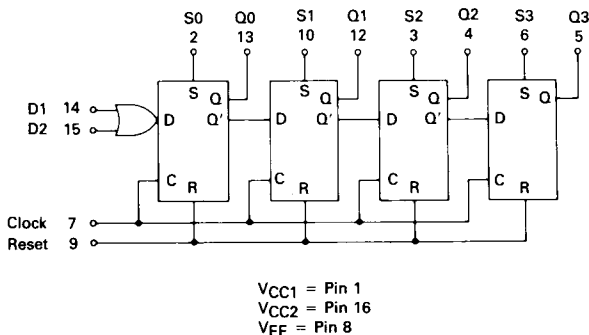 S0 Q0 S1 Q1 S2 Q2 S3 Q3
2 13 10 12 3 4 6 5
S Q S Q S Q S Q
D1 14
D2 15
D Q' D Q' D Q' D
C R C R C R C R
Clock 7
Reset 9
VCC1 = Pin 1
VCC2 = Pin 16
VEE = Pin 8